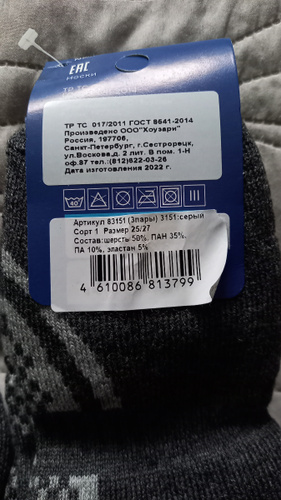 EAC
НОСКИ
ТР ТС 017/2011 ГОСТ 8541-2014
Произведено ООО"Хоузари"
Россия, 197706,
Санкт-Петербург, г.Сестрорецк,
ул.Воскова,д. 2 лит. В пом. 1-Н
оф.87 тел.:(812)622-03-26
Дата изготовления 2022 г.
40
Артикул 83151 (3пары) 3151:серый
Сорт 1 Размер 25/27
Состав:шерсть 50%, ПАН 35%,
ПА 10%, эластан 5%
4 610086 813799